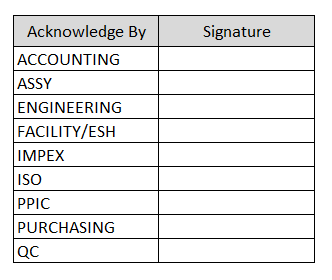 Acknowledge By Signature
ACCOUNTING
ASSY
ENGINEERING
FACILITY/ESH
IMPEX
ISO
PPIC
PURCHASING
QC